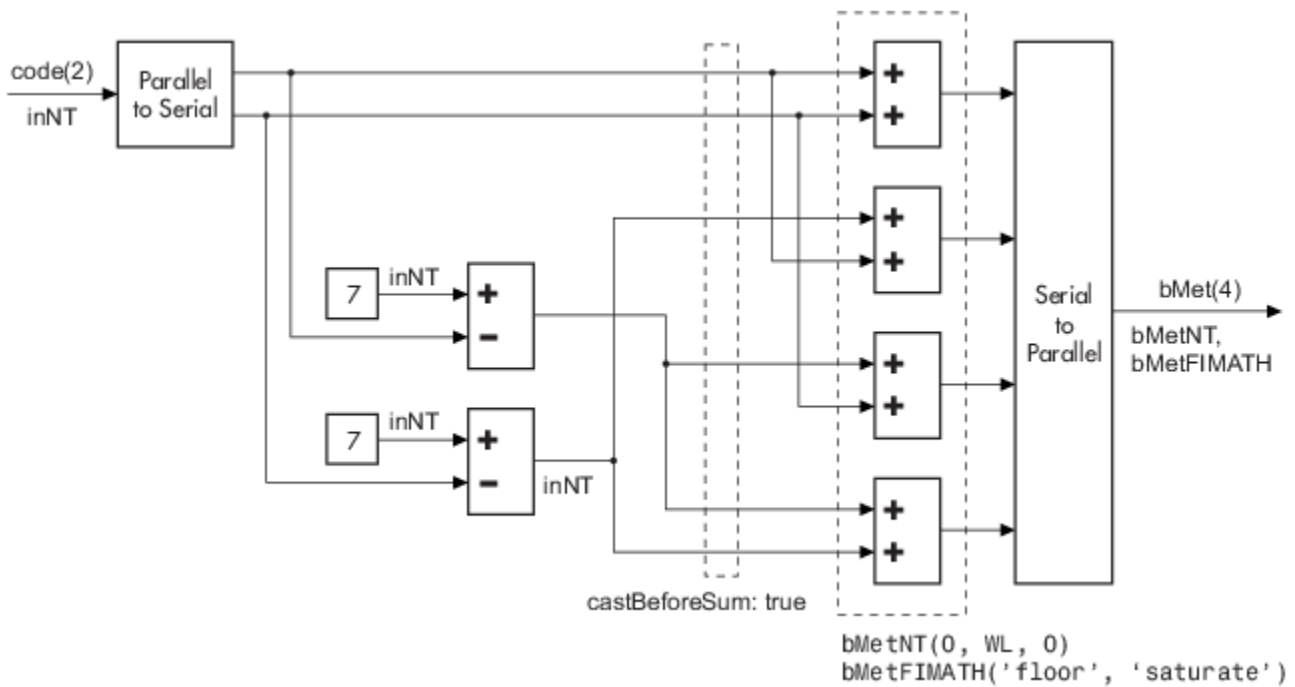 code(2)
inNT
Parallel
to Serial
+
+
+
+
7
inNT
+
−
+
+
7
inNT
+
−
inNT
+
+
Serial
to
Parallel
bMet(4)
bMetNT,
bMetFIMATH
castBeforeSum: true
bMetNT(0, WL, 0)
bMetFIMATH('floor', ‘saturate’)